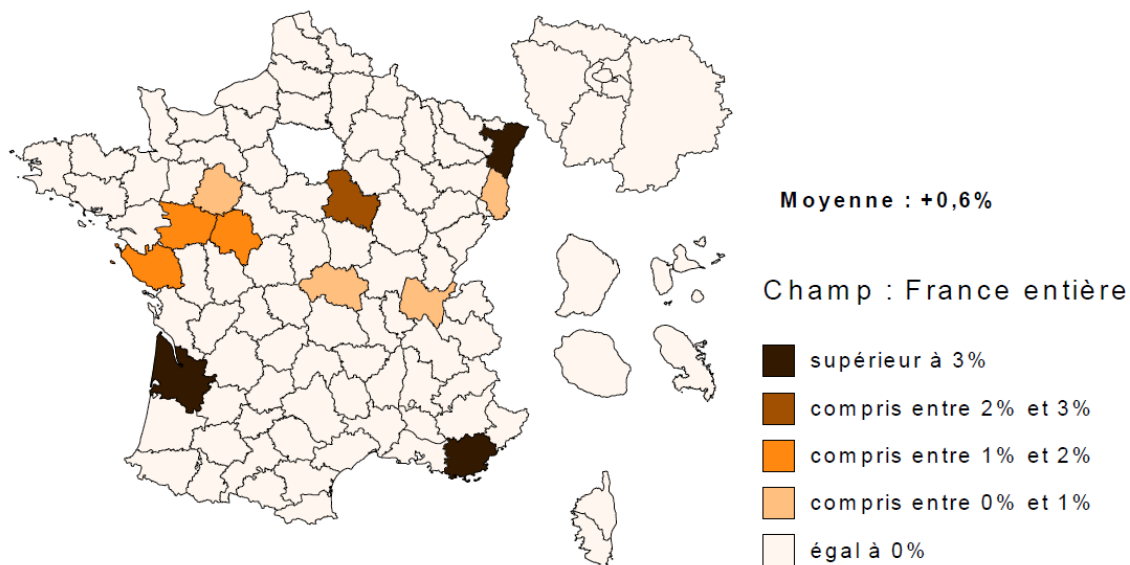 Moyenne : +0,6%
Champ : France entière
supérieur à 3%
compris entre 2% et 3%
compris entre 1% et 2%
compris entre 0% et 1%
égal à 0%